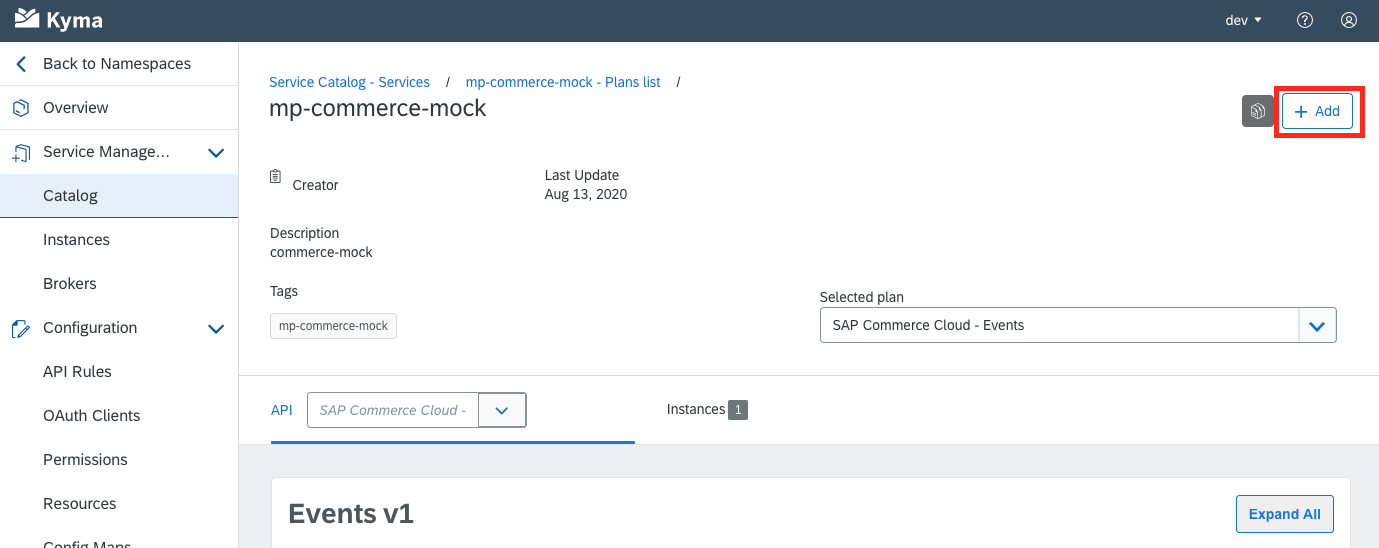 Kyma
dev
Back to Namespaces
Overview
Service Manage...
Catalog
Instances
Brokers
Configuration
API Rules
OAuth Clients
Permissions
Resources
Config Maps
Service Catalog - Services / mp-commerce-mock - Plans list /
mp-commerce-mock
+ Add
Creator
Last Update
Aug 13, 2020
Description
commerce-mock
Tags
mp-commerce-mock
Selected plan
SAP Commerce Cloud - Events
API
SAP Commerce Cloud -
Instances 1
Events v1
Expand All